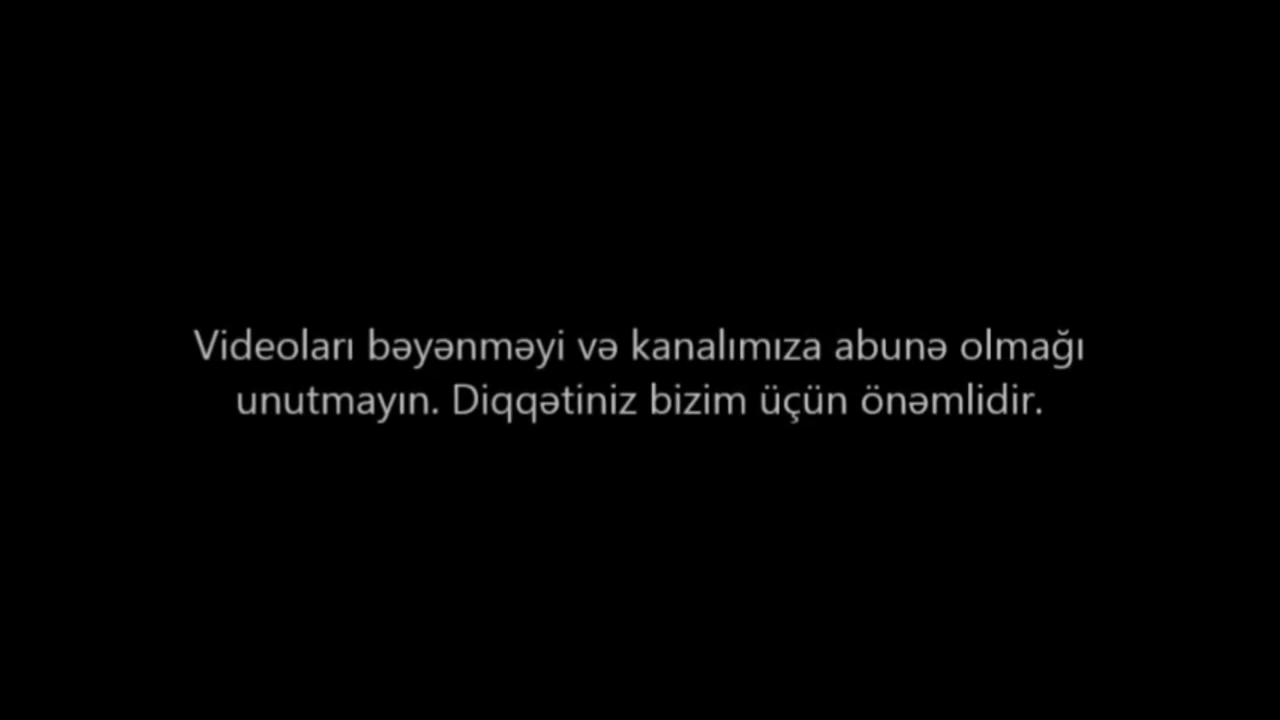 Videoları bəyənməyi və kanalımıza abunə olmağı
unutmayın. Diqqətiniz bizim üçün önəmlidir.